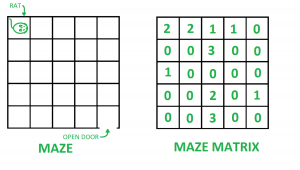 RAT
OPEN DOOR
MAZE
2 2 1 1 0
0 0 3 0 0
1 0 0 0 0
0 0 2 0 1
0 0 3 0 0
MAZE MATRIX